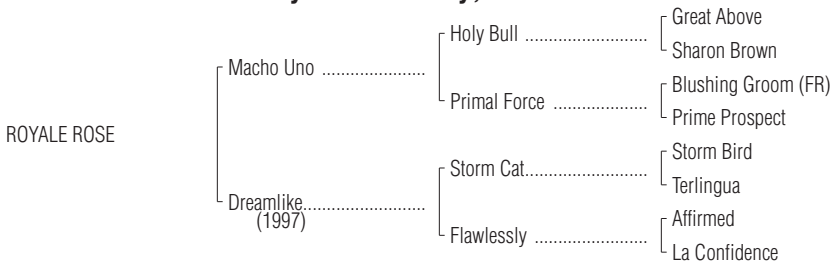 Great Above
Holy Bull ..........................
Sharon Brown
Macho Uno ......................
Blushing Groom (FR)
Primal Force ....................
Prime Prospect
ROYALE ROSE
Storm Bird
Storm Cat..........................
Terlingua
Dreamlike..........................
(1997)
Affirmed
Flawlessly ........................
La Confidence